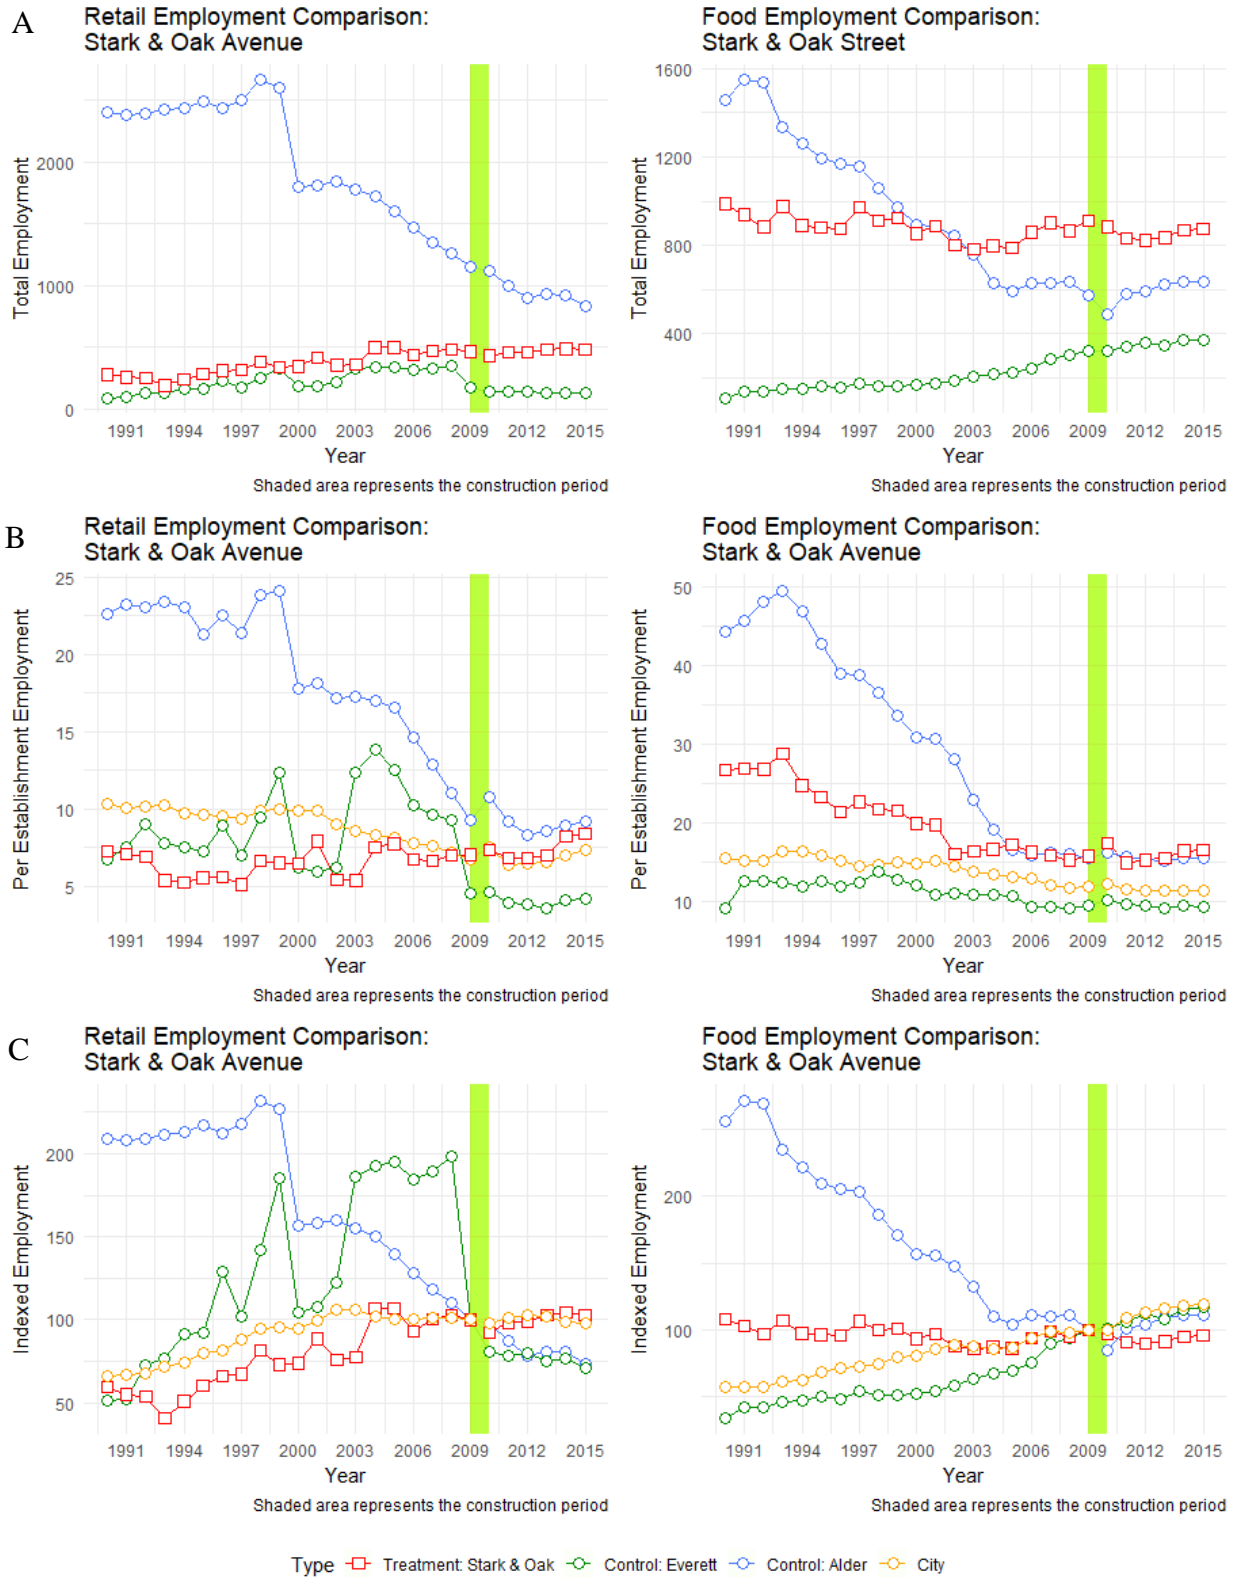 A
Retail Employment Comparison:
Stark & Oak Avenue
Total Employment
2000
1000
0
1991 1994 1997 2000 2003 2006 2009 2012 2015
Year
Shaded area represents the construction period
Food Employment Comparison:
Stark & Oak Street
Total Employment
1600
1200
800
400
1991 1994 1997 2000 2003 2006 2009 2012 2015
Year
Shaded area represents the construction period
B
Retail Employment Comparison:
Stark & Oak Avenue
Per Establishment Employment
25
20
15
10
5
1991 1994 1997 2000 2003 2006 2009 2012 2015
Year
Shaded area represents the construction period
Food Employment Comparison:
Stark & Oak Avenue
Per Establishment Employment
50
40
30
20
10
1991 1994 1997 2000 2003 2006 2009 2012 2015
Year
Shaded area represents the construction period
C
Retail Employment Comparison:
Stark & Oak Avenue
Indexed Employment
200
150
100
50
1991 1994 1997 2000 2003 2006 2009 2012 2015
Year
Shaded area represents the construction period
Food Employment Comparison:
Stark & Oak Avenue
Indexed Employment
200
100
1991 1994 1997 2000 2003 2006 2009 2012 2015
Year
Shaded area represents the construction period
Type Treatment: Stark & Oak Control: Everett Control: Alder City